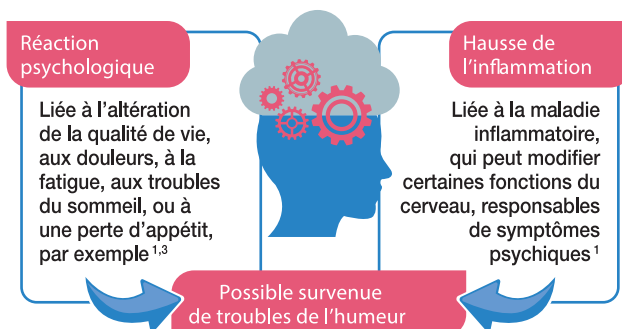 Réaction
psychologique
Liée à l'altération
de la qualité de vie,
aux douleurs, à la
fatigue, aux troubles
du sommeil, ou à
une perte d'appétit,
par exemple 1,3
Hausse de
l'inflammation
Liée à la maladie
inflammatoire,
qui peut modifier
certaines fonctions du
cerveau, responsables
de symptômes
psychiques 1
Possible survenue
de troubles de l'humeur